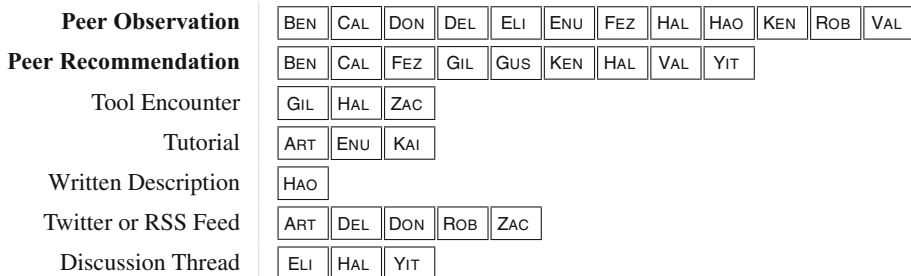 Peer Observation BEN CAL DON DEL ELI ENU FEZ HAL HAO KEN ROB VAL
Peer Recommendation BEN CAL FEZ GIL GUS KEN HAL VAL YIT
Tool Encounter GIL HAL ZAC
Tutorial ART ENU KAI
Written Description HAO
Twitter or RSS Feed ART DEL DON ROB ZAC
Discussion Thread ELI HAL YIT